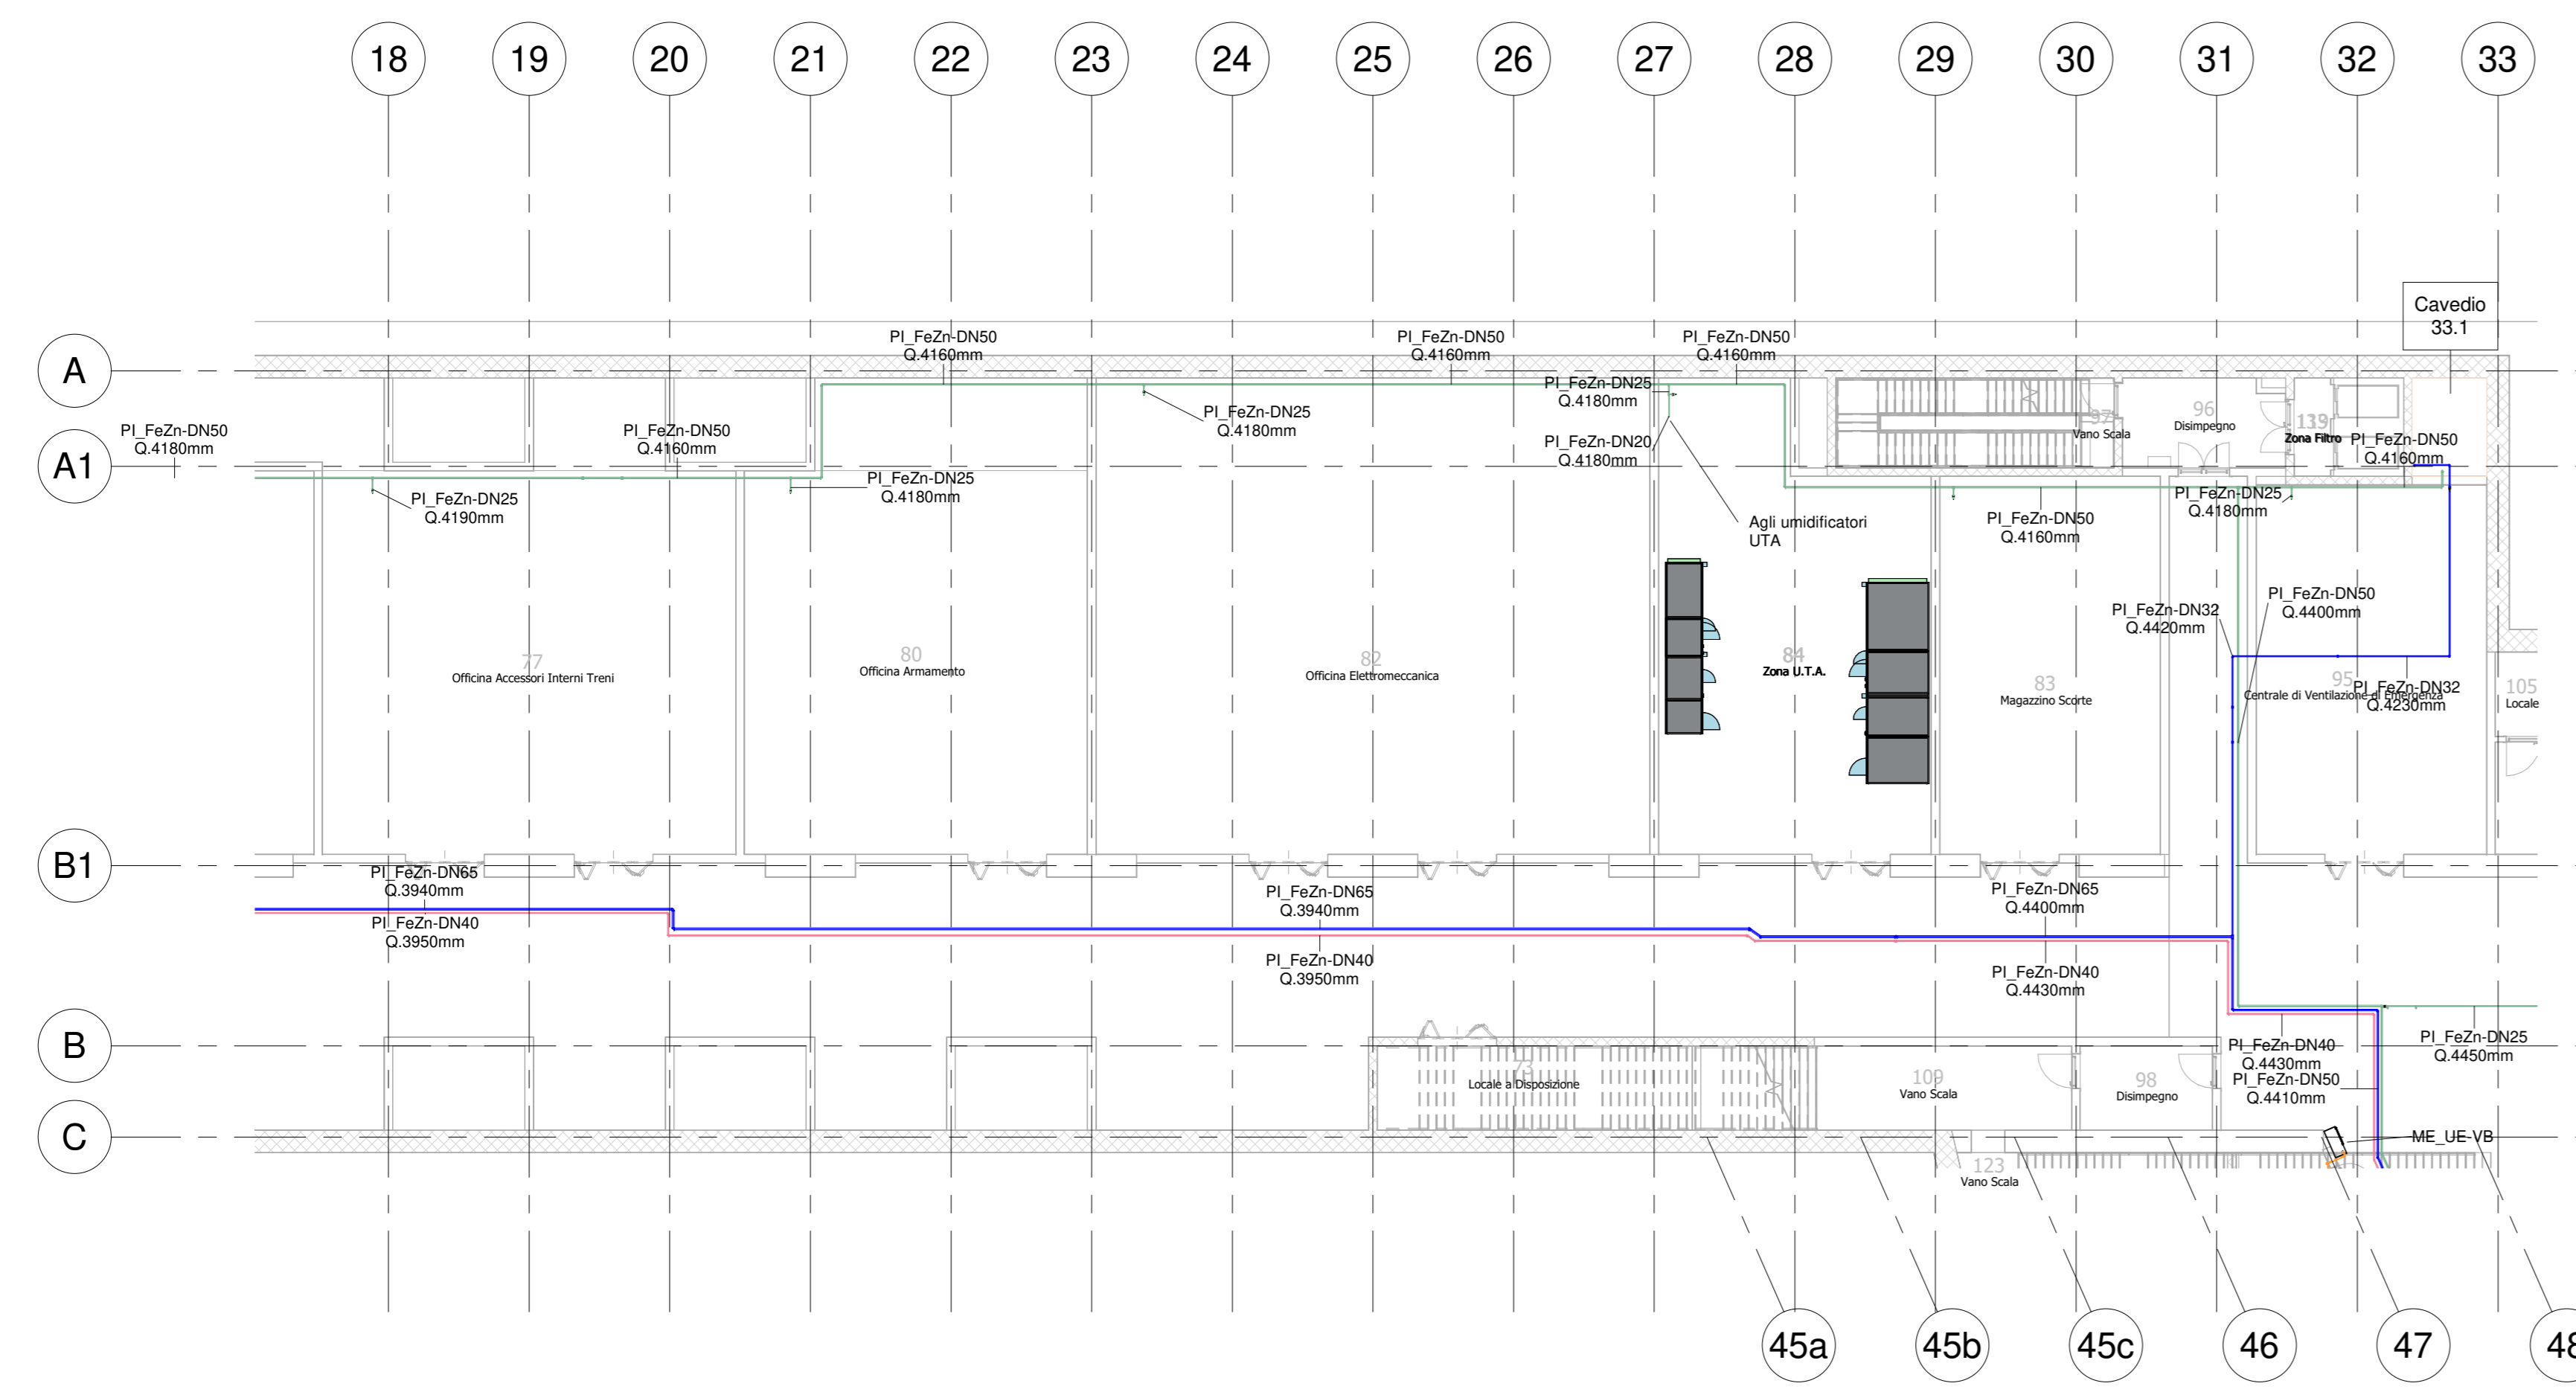 18
19
20
21
22
23
24
25
26
27
28
29
30
31
32
33
Cavedio
33.1
A
PI_FeZn-DN50
Q.4160mm
PI_FeZn-DN50
Q.4160mm
PI_FeZn-DN50
Q.4160mm
PI_FeZn-DN25
Q.4180mm
PI_FeZn-DN25
Q.4180mm
PI_FeZn-DN20
Q.4180mm
97
Vano Scala
96
Disimpegno
Zona Filtro
PI_FeZn-DN50
Q.4160mm
A1
PI_FeZn-DN50
Q.4180mm
PI_FeZn-DN50
Q.4160mm
PI_FeZn-DN25
Q.4190mm
PI_FeZn-DN25
Q.4180mm
PI_FeZn-DN25
Q.4180mm
PI_FeZn-DN50
Q.4160mm
Agli umidificatori
UTA
PI_FeZn-DN50
Q.4400mm
PI_FeZn-DN32
Q.4420mm
77
Officina Accessori Interni Treni
80
Officina Armamento
82
Officina Elettromeccanica
84
Zona U.T.A.
83
Magazzino Scorte
95
Centrale di Ventilazione di Emergenza
PI_FeZn-DN32
Q.4230mm
105
Locale
B1
PI_FeZn-DN65
Q.3940mm
PI_FeZn-DN40
Q.3950mm
PI_FeZn-DN65
Q.3940mm
PI_FeZn-DN40
Q.3950mm
PI_FeZn-DN65
Q.4400mm
PI_FeZn-DN40
Q.4430mm
B
PI_FeZn-DN40
Q.4430mm
PI_FeZn-DN50
Q.4410mm
PI_FeZn-DN25
Q.4450mm
73
Locale a Disposizione
109
Vano Scala
98
Disimpegno
C
ME_UE-VB
123
Vano Scala
45a
45b
45c
46
47
48